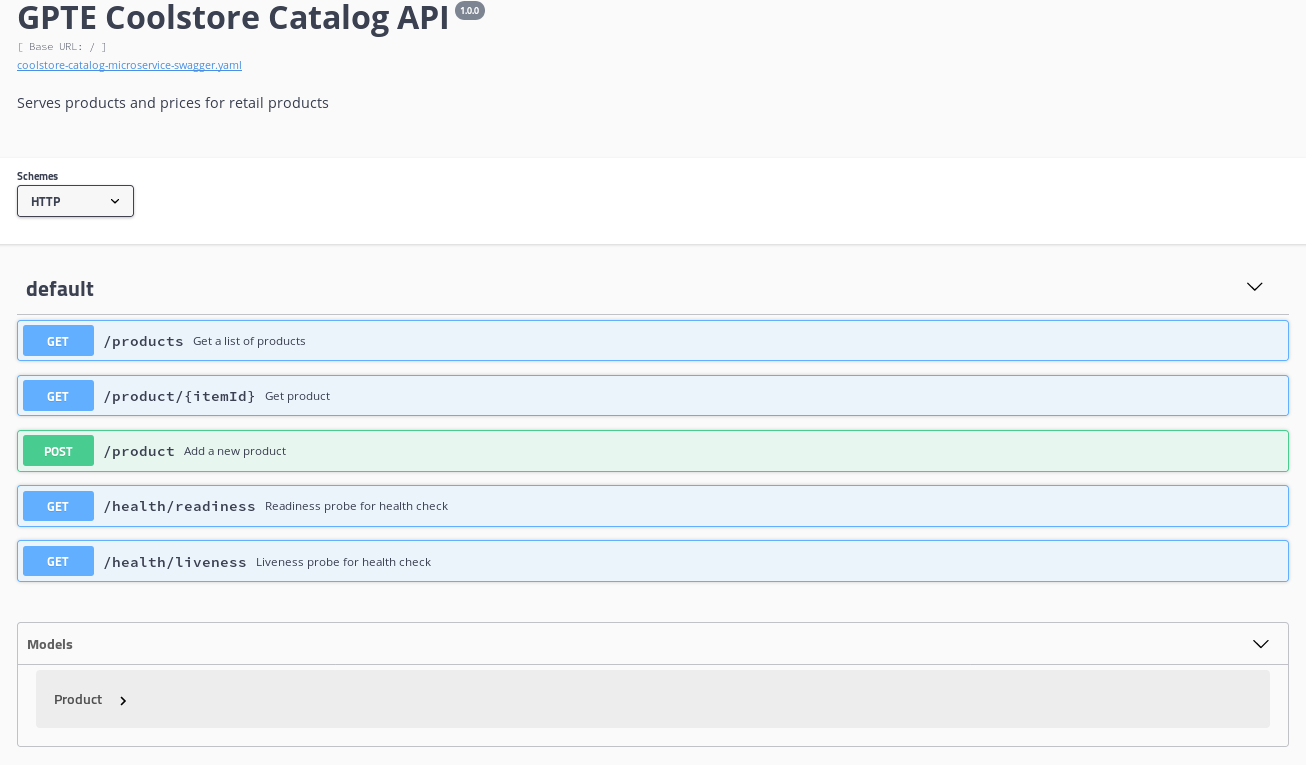 GPTE Coolstore Catalog API 1.0.0
[ Base URL: / ]
coolstore-catalog-microservice-swagger.yaml
Serves products and prices for retail products
Schemes
HTTP
default
GET /products Get a list of products
GET /product/{itemId} Get product
POST /product Add a new product
GET /health/readiness Readiness probe for health check
GET /health/liveness Liveness probe for health check
Models
Product